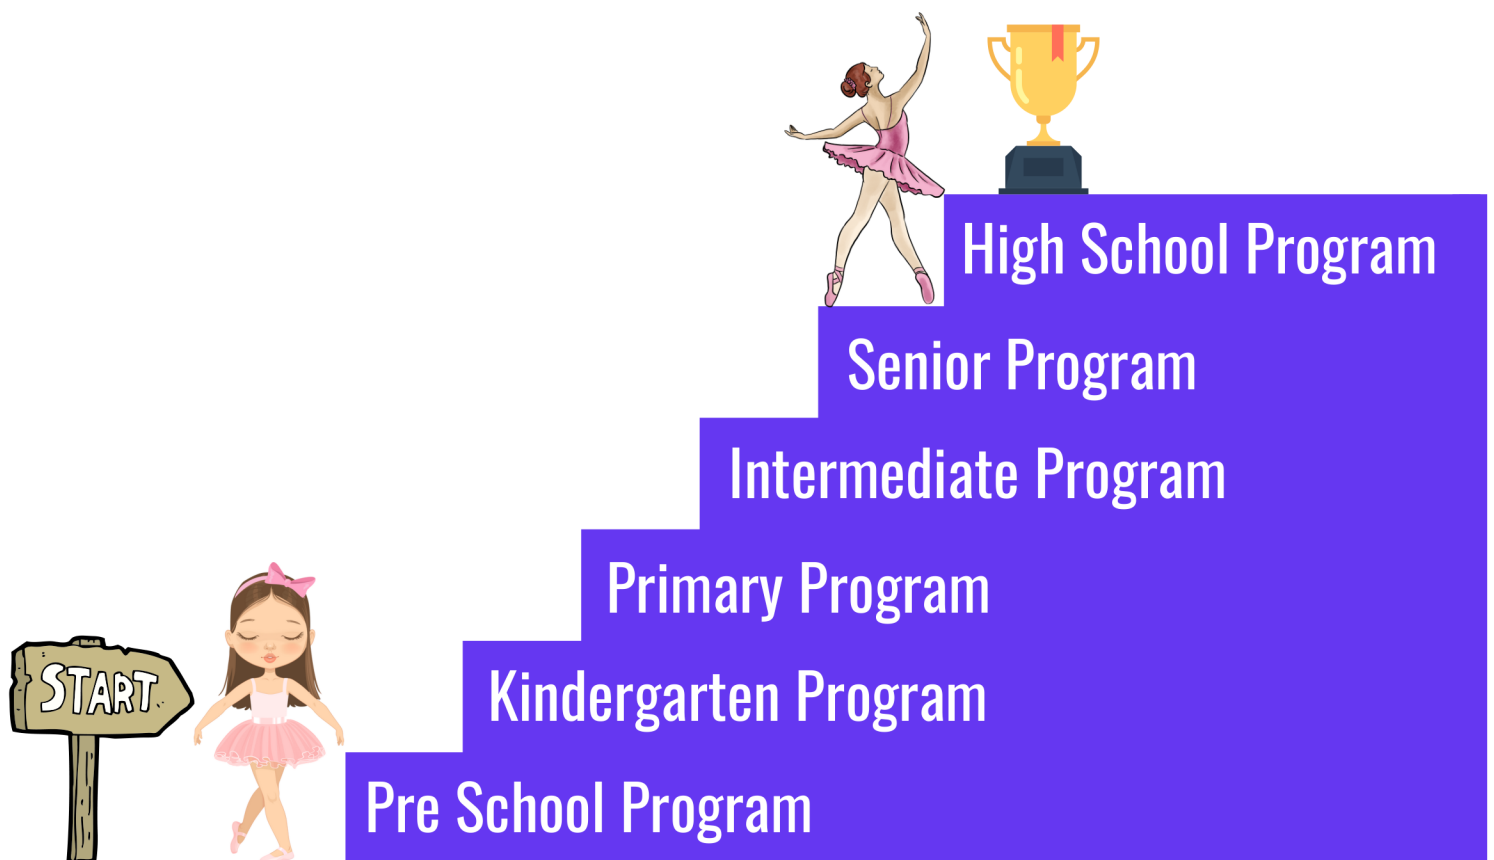 High School Program
Senior Program
Intermediate Program
Primary Program
Kindergarten Program
START
Pre School Program